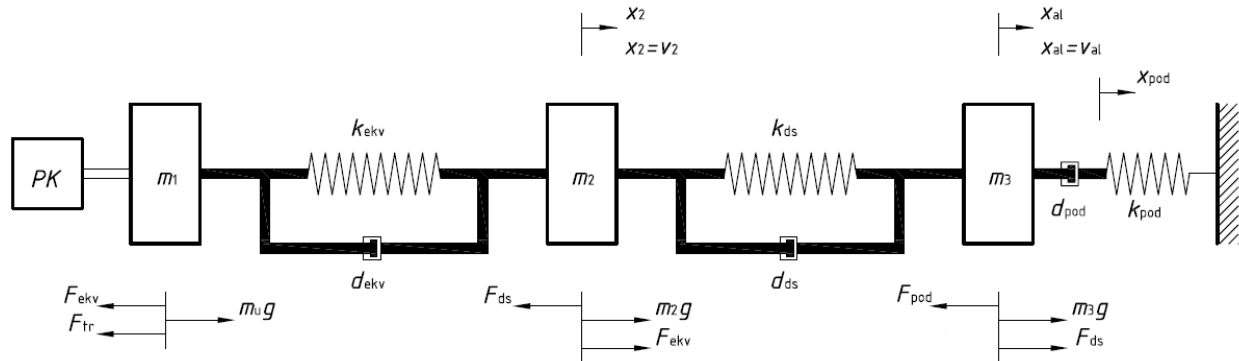 x2
x2=v2
xal
xal=val
xpod
kekv
kds
PK
m1
m2
m3
dpod
kpod
dekv
dds
Fekv
Ftr
mug
Fds
m2g
Fekv
Fpod
m3g
Fds